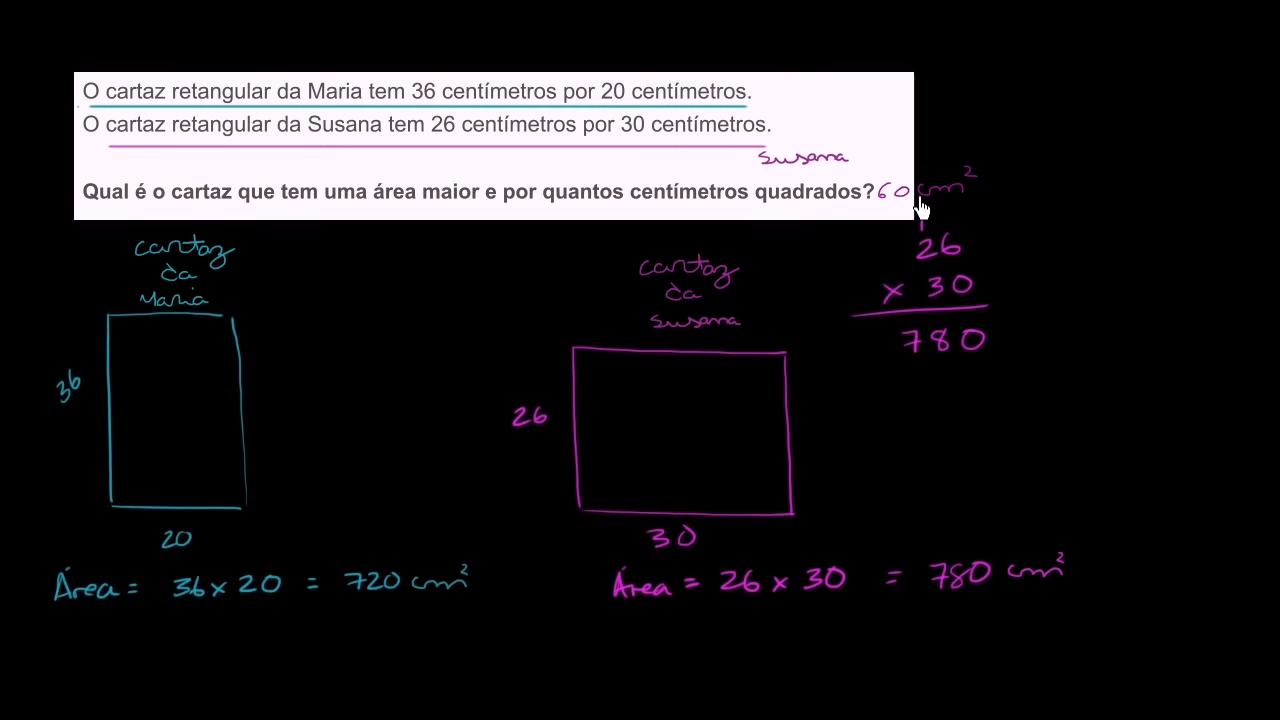 O cartaz retangular da Maria tem 36 centímetros por 20 centímetros.
O cartaz retangular da Susana tem 26 centímetros por 30 centímetros.
Susana
Qual é o cartaz que tem uma área maior e por quantos centímetros quadrados? 60 cm²
cartaz
da
Maria
36
20
Área = 36 x 20 = 720 cm²
cartaz
da
Susana
26
30
Área = 26 x 30 = 780 cm²
1
26
x 30
780